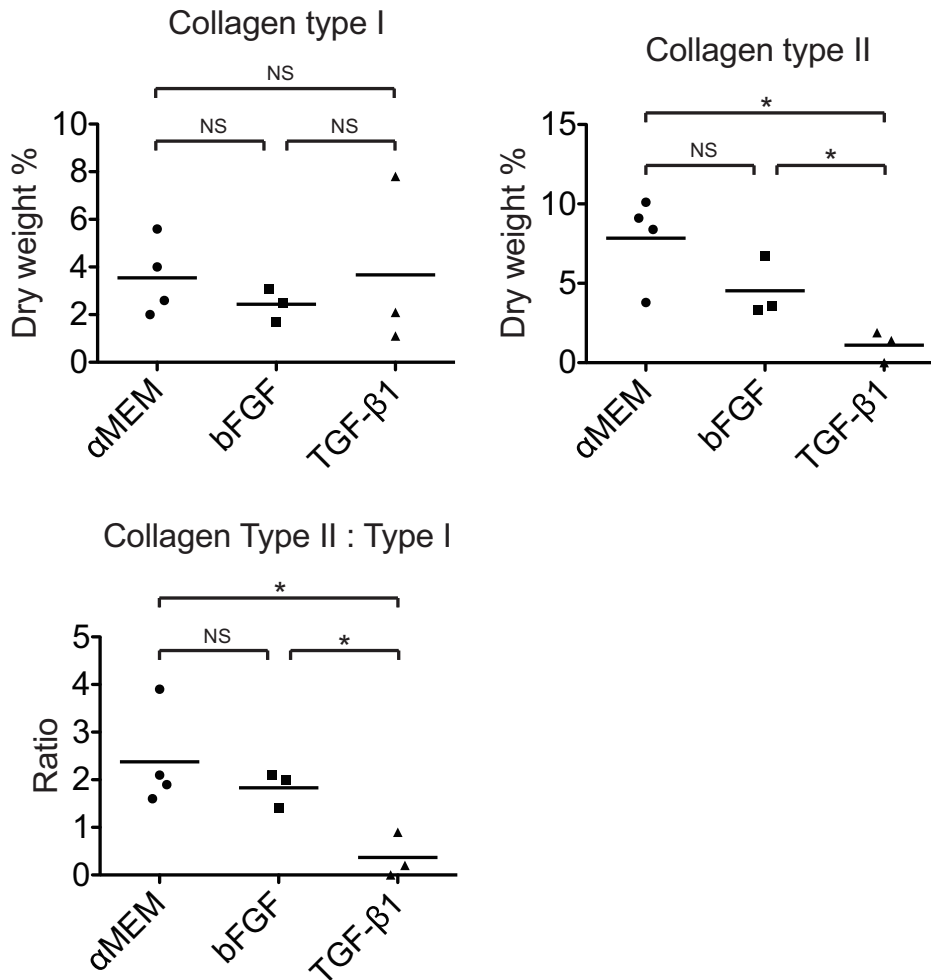 Collagen type I
NS
NS
NS
Dry weight %
10
8
6
4
2
0
αMEM
bFGF
TGF-β1
Collagen type II
*
NS
*
Dry weight %
15
10
5
0
αMEM
bFGF
TGF-β1
Collagen Type II : Type I
*
NS
*
Ratio
5
4
3
2
1
0
αMEM
bFGF
TGF-β1